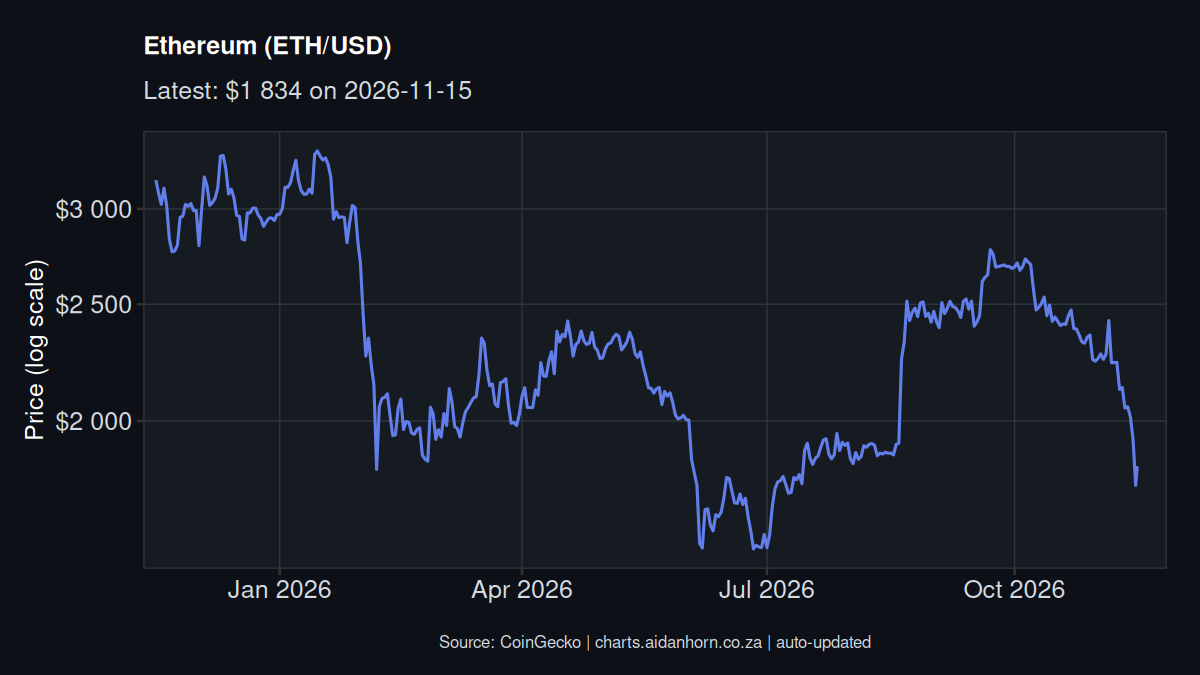 Ethereum (ETH/USD)
Latest: $1 834 on 2026-11-15
Price (log scale)
$3 000
$2 500
$2 000
Jan 2026
Apr 2026
Jul 2026
Oct 2026
Source: CoinGecko | charts.aidanhorn.co.za | auto-updated